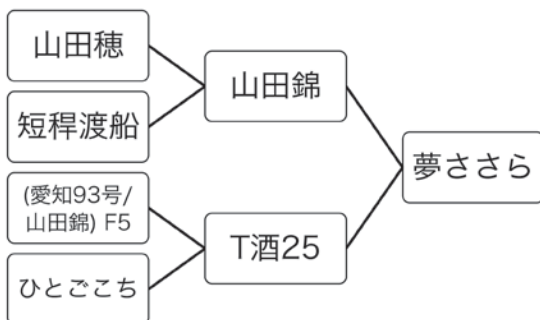 山田穂
短稈渡船
(愛知93号/
山田錦) F5
ひとごこち
山田錦
T酒25
夢ささら